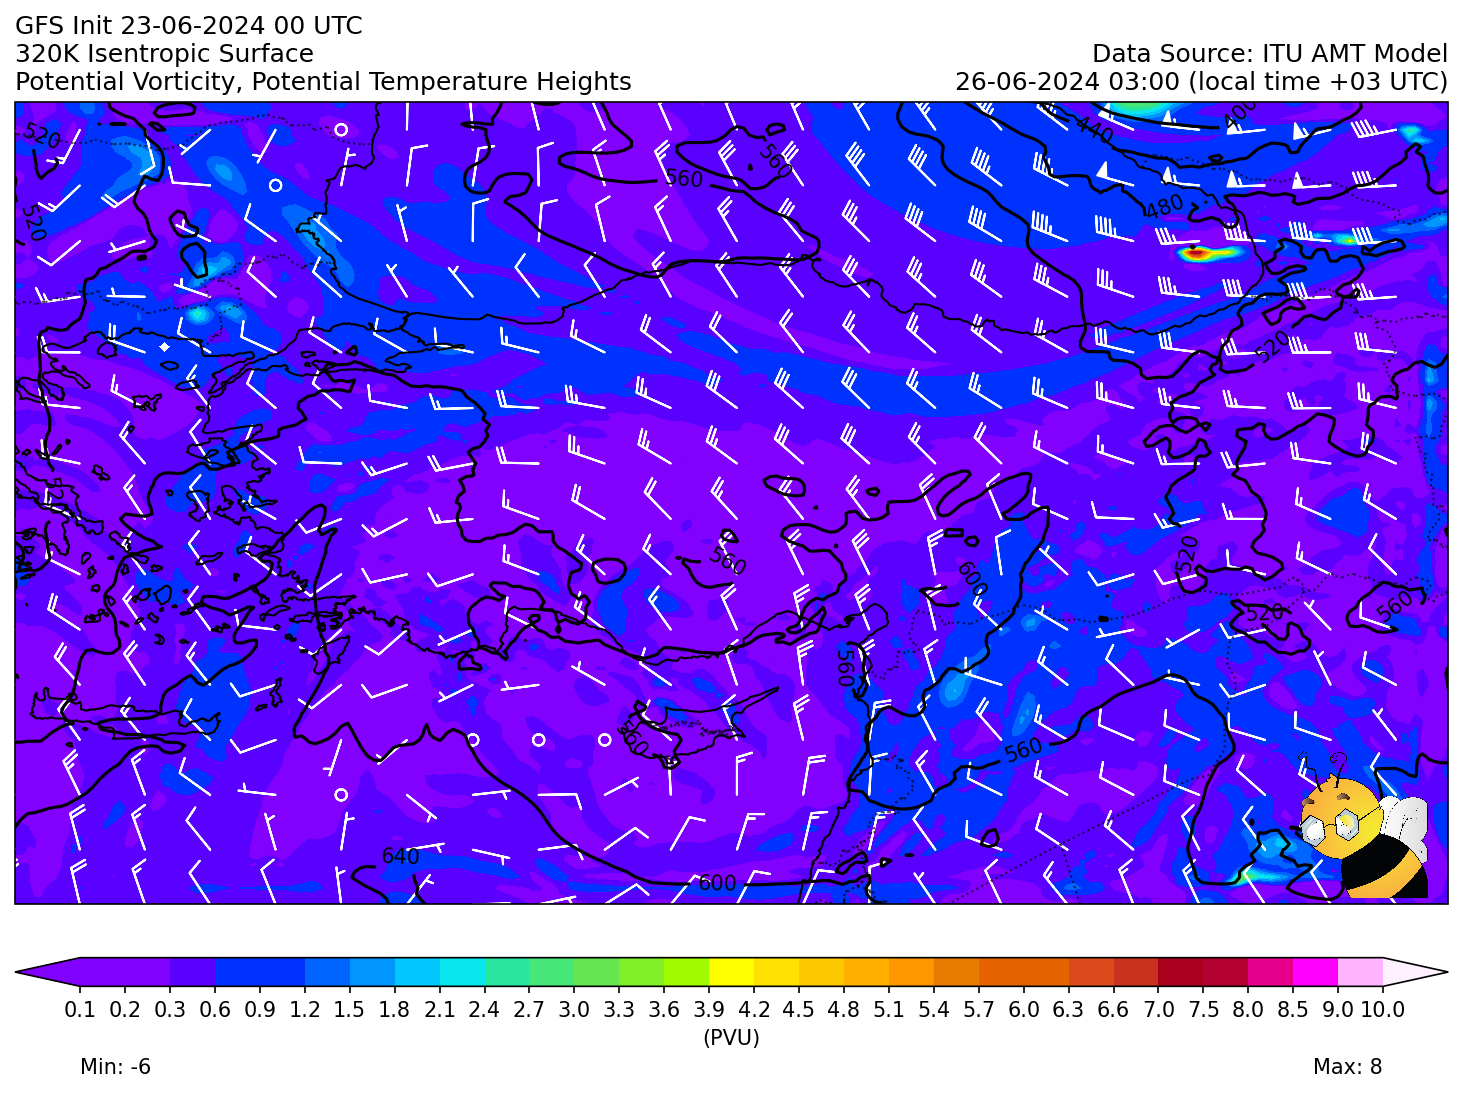 GFS Init 23-06-2024 00 UTC
320K Isentropic Surface
Data Source: ITU AMT Model
Potential Vorticity, Potential Temperature Heights
26-06-2024 03:00 (local time +03 UTC)
520
560
440
400
560
480
520
520
560
600
520
560
520
560
560
560
560
640
600
0.1 0.2 0.3 0.6 0.9 1.2 1.5 1.8 2.1 2.4 2.7 3.0 3.3 3.6 3.9 4.2 4.5 4.8 5.1 5.4 5.7 6.0 6.3 6.6 7.0 7.5 8.0 8.5 9.0 10.0
(PVU)
Min: -6
Max: 8